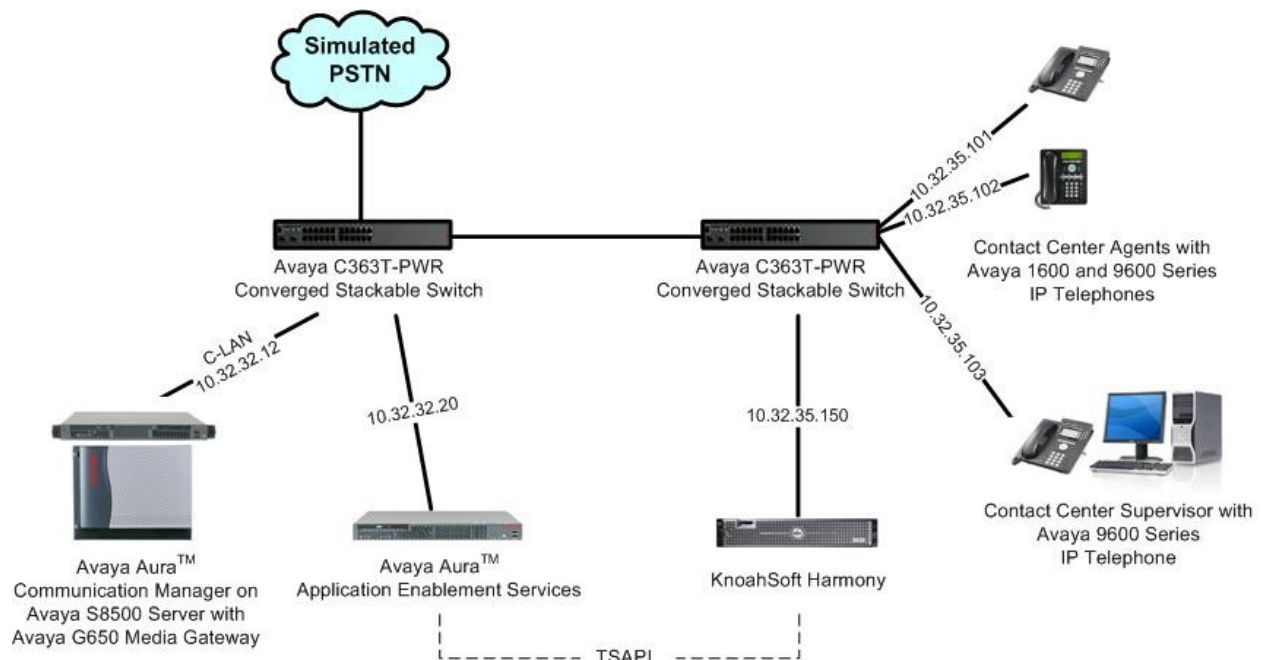 Simulated
PSTN
10.32.35.101
10.32.35.102
Contact Center Agents with
Avaya 1600 and 9600 Series
IP Telephones
Avaya C363T-PWR
Converged Stackable Switch
Avaya C363T-PWR
Converged Stackable Switch
10.32.35.103
C-LAN
10.32.32.12
10.32.32.20
10.32.35.150
Contact Center Supervisor with
Avaya 9600 Series
IP Telephone
Avaya Aura™
Communication Manager on
Avaya S8500 Server with
Avaya G650 Media Gateway
Avaya Aura™
Application Enablement Services
KnoahSoft Harmony
TSAPI